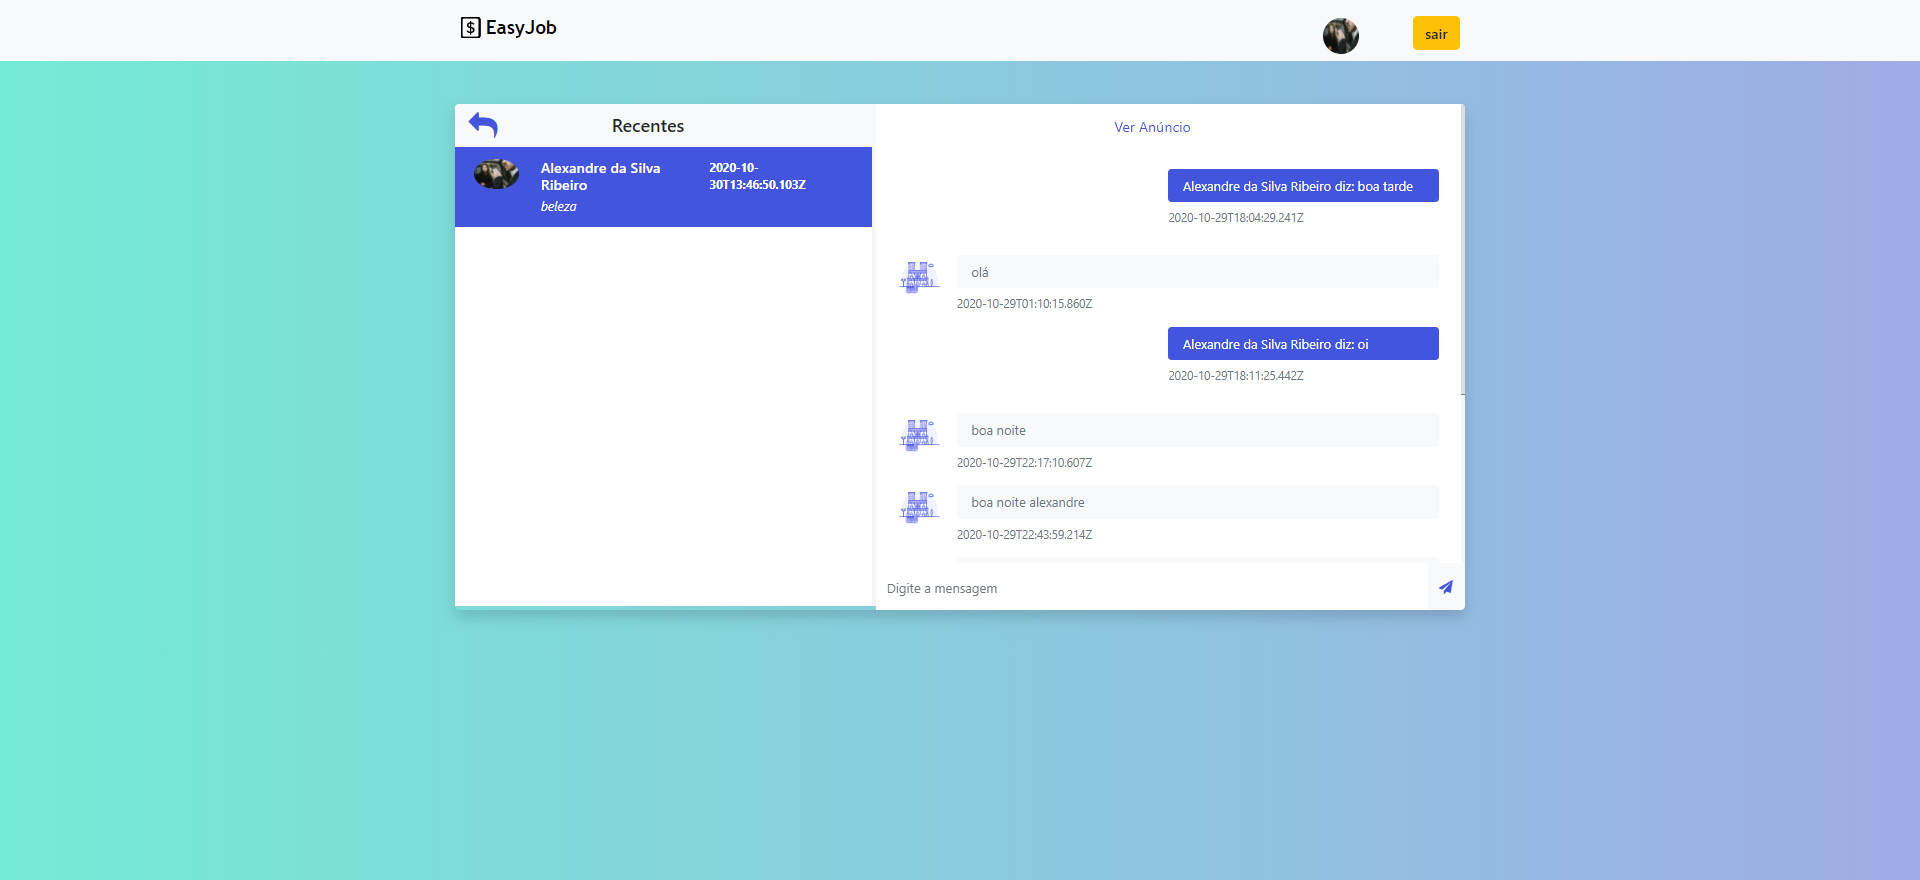 $ EasyJob
sair
Recentes
Alexandre da Silva
Ribeiro
2020-10-
30T13:46:50.103Z
beleza
Ver Anúncio
Alexandre da Silva Ribeiro diz: boa tarde
2020-10-29T18:04:29.241Z
olá
2020-10-29T01:10:15.860Z
Alexandre da Silva Ribeiro diz: oi
2020-10-29T18:11:25.442Z
boa noite
2020-10-29T22:17:10.607Z
boa noite alexandre
2020-10-29T22:43:59.214Z
Digite a mensagem